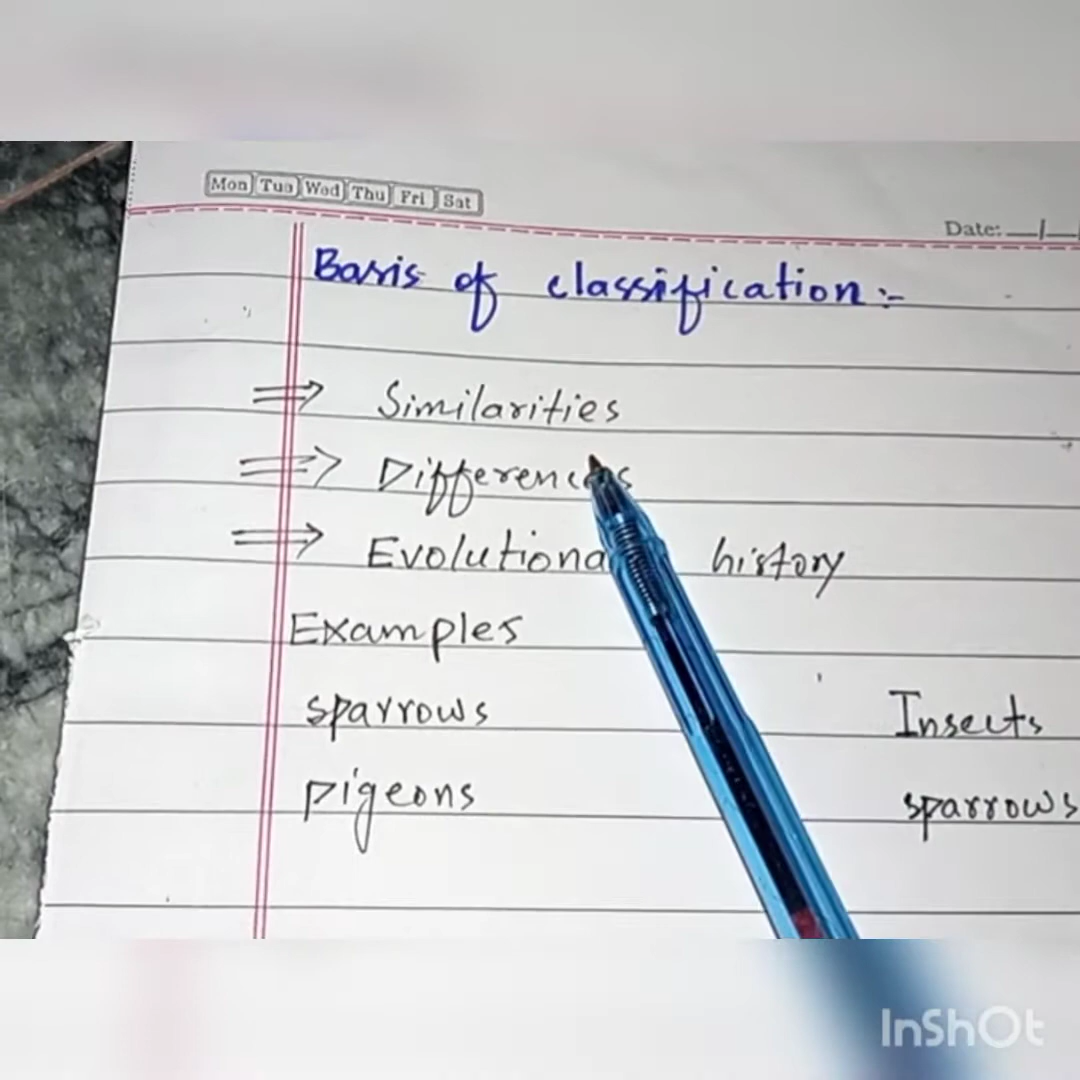 Mon Tue Wed Thu Fri Sat
Date:
Basis of classification:-
⇒ Similarities
⇒ Differences
⇒ Evolutiona history
Examples
sparrows Insects
pigeons sparrows
InShOt